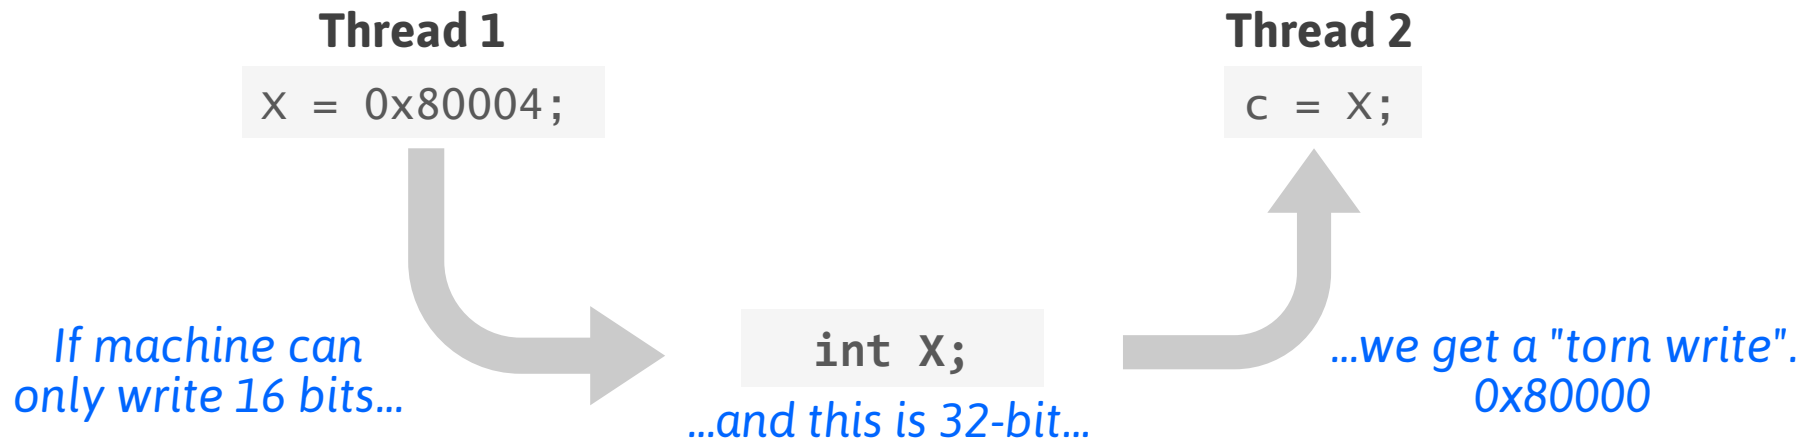 Thread 1
X = 0x80004;
Thread 2
c = X;
If machine can
only write 16 bits...
int X;
...and this is 32-bit...
...we get a "torn write".
0x80000